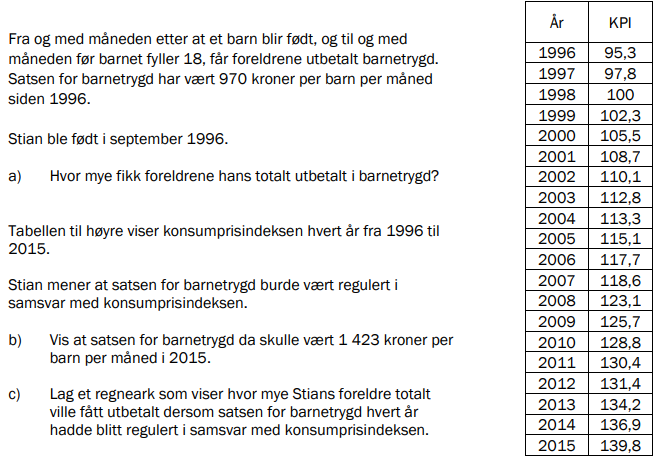 Fra og med måneden etter at et barn blir født, og til og med
måneden før barnet fyller 18, får foreldrene utbetalt barnetrygd.
Satsen for barnetrygd har vært 970 kroner per barn per måned
siden 1996.
Stian ble født i september 1996.
a) Hvor mye fikk foreldrene hans totalt utbetalt i barnetrygd?
Tabellen til høyre viser konsumprisindeksen hvert år fra 1996 til
2015.
Stian mener at satsen for barnetrygd burde vært regulert i
samsvar med konsumprisindeksen.
b) Vis at satsen for barnetrygd da skulle vært 1 423 kroner per
barn per måned i 2015.
c) Lag et regneark som viser hvor mye Stians foreldre totalt
ville fått utbetalt dersom satsen for barnetrygd hvert år
hadde blitt regulert i samsvar med konsumprisindeksen.
År KPI
1996 95,3
1997 97,8
1998 100
1999 102,3
2000 105,5
2001 108,7
2002 110,1
2003 112,8
2004 113,3
2005 115,1
2006 117,7
2007 118,6
2008 123,1
2009 125,7
2010 128,8
2011 130,4
2012 131,4
2013 134,2
2014 136,9
2015 139,8